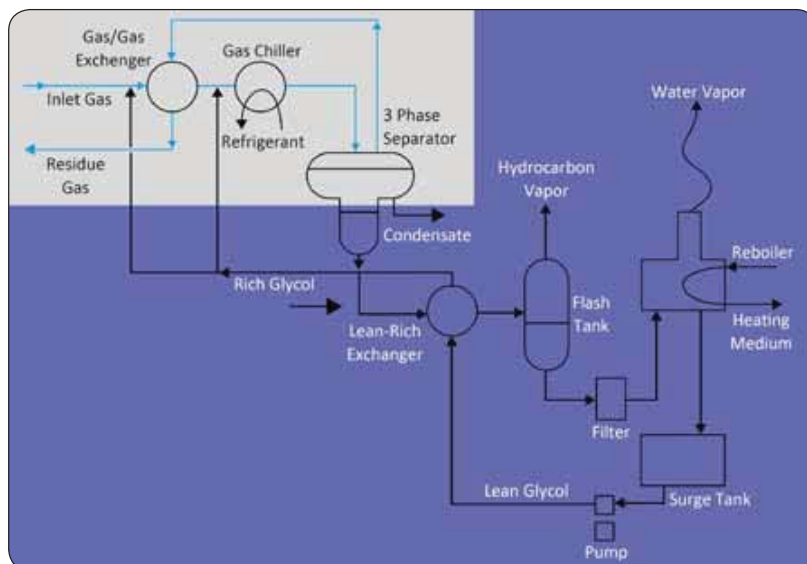 Gas/Gas
Exchenger
Gas Chiller
Inlet Gas
Refrigerant
3 Phase
Separator
Residue
Gas
Condensate
Rich Glycol
Lean-Rich
Exchanger
Hydrocarbon
Vapor
Flash
Tank
Filter
Water Vapor
Reboiler
Heating
Medium
Surge Tank
Lean Glycol
Pump